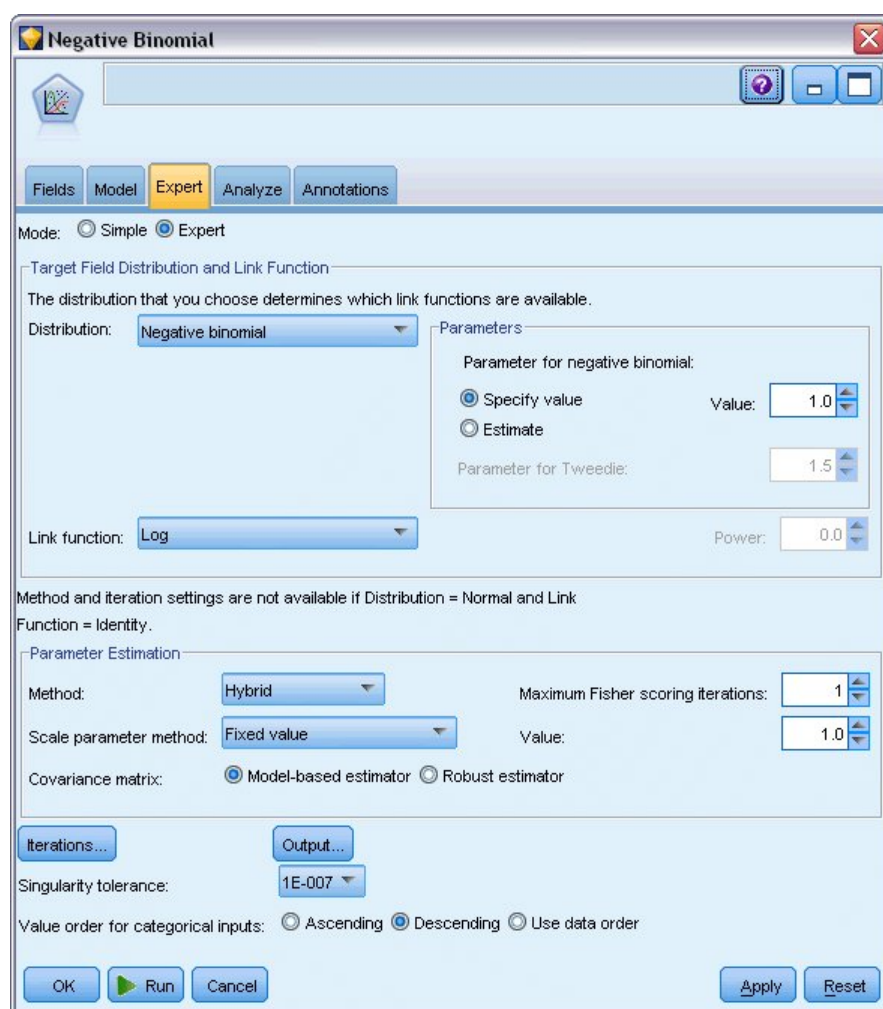 Negative Binomial
Fields Model Expert Analyze Annotations
Mode: Simple Expert
Target Field Distribution and Link Function
The distribution that you choose determines which link functions are available.
Distribution: Negative binomial
Parameters
Parameter for negative binomial:
Specify value Value: 1.0
Estimate
Parameter for Tweedie: 1.5
Link function: Log Power: 0.0
Method and iteration settings are not available if Distribution = Normal and Link
Function = Identity.
Parameter Estimation
Method: Hybrid Maximum Fisher scoring iterations: 1
Scale parameter method: Fixed value Value: 1.0
Covariance matrix: Model-based estimator Robust estimator
Iterations... Output...
Singularity tolerance: 1E-007
Value order for categorical inputs: Ascending Descending Use data order
OK Run Cancel Apply Reset